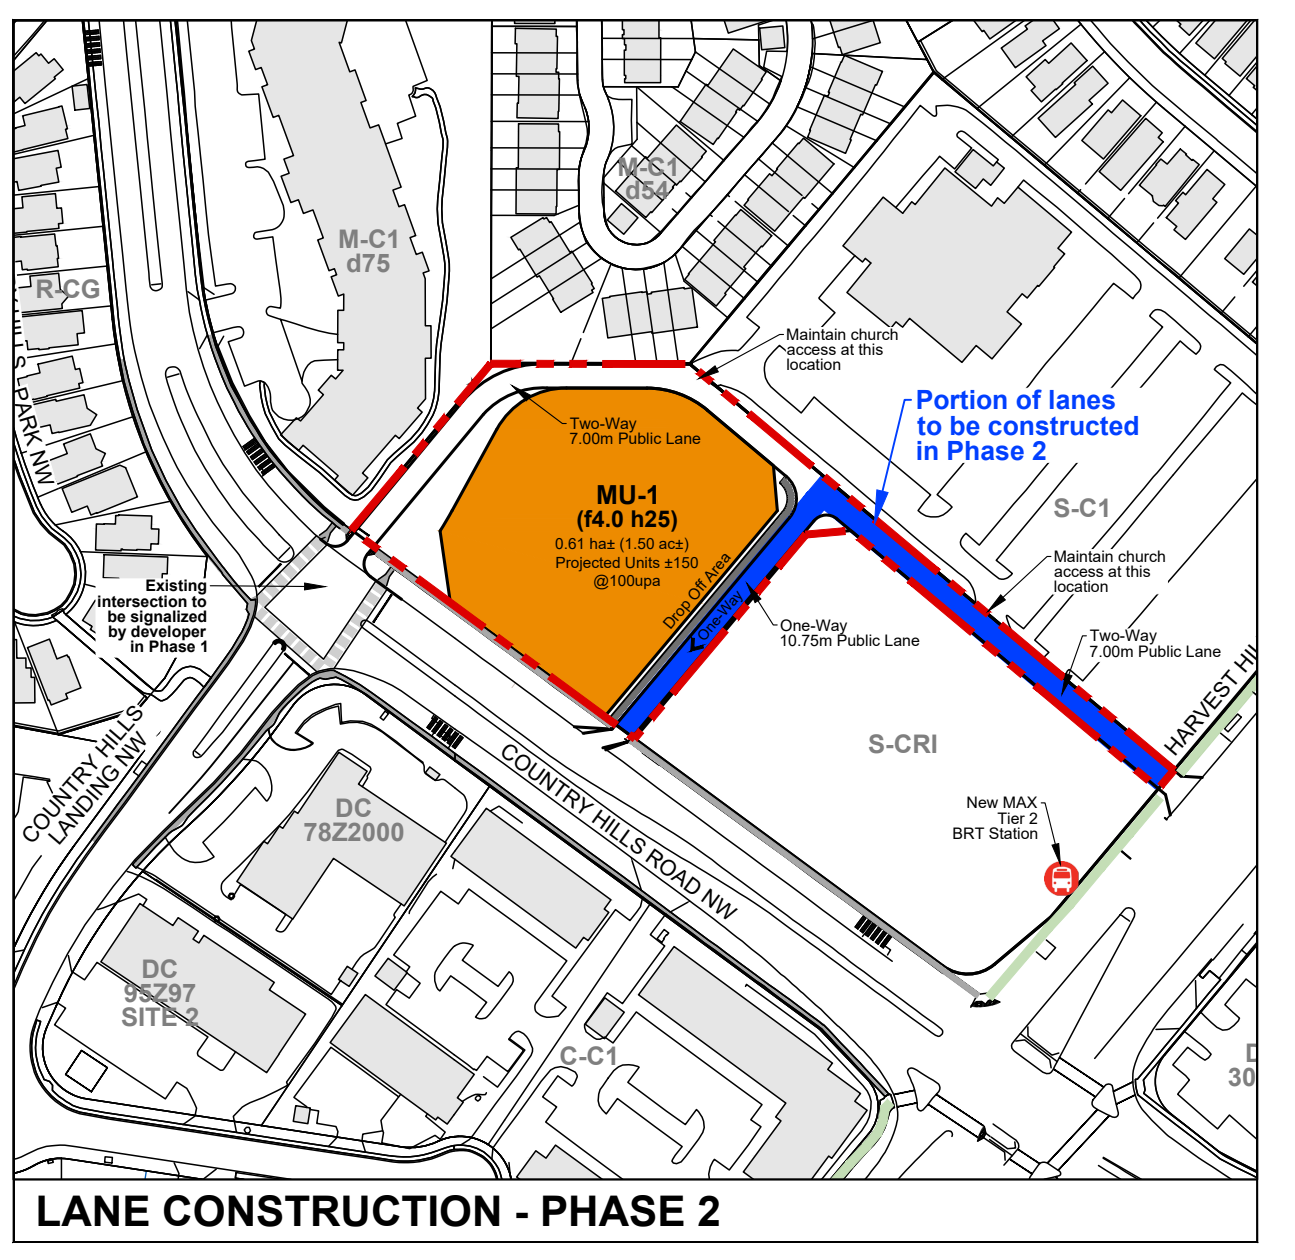 M-C1
d54
M-C1
d75
R-CG
HILLS PARK NW
Maintain church
access at this
location
Portion of lanes
to be constructed
in Phase 2
Two-Way
7.00m Public Lane
MU-1
(f4.0 h25)
0.61 ha± (1.50 ac±)
Projected Units ±150
@100upa
S-C1
Drop Off Area
One-Way
Maintain church
access at this
location
Existing
intersection to
be signalized
by developer
in Phase 1
One-Way
10.75m Public Lane
Two-Way
7.00m Public Lane
HARVEST HIL
S-CRI
COUNTRY HILLS
LANDING NW
COUNTRY HILLS ROAD NW
DC
78Z2000
New MAX
Tier 2
BRT Station
DC
95Z97
SITE 2
C-C1
30
LANE CONSTRUCTION - PHASE 2